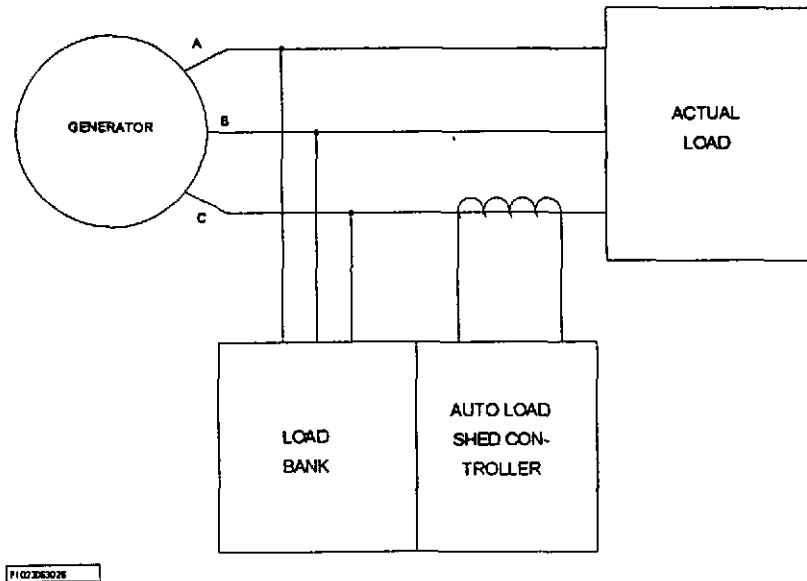 A
GENERATOR
B
C
ACTUAL
LOAD
LOAD
BANK
AUTO LOAD
SHED CON-
TROLLER